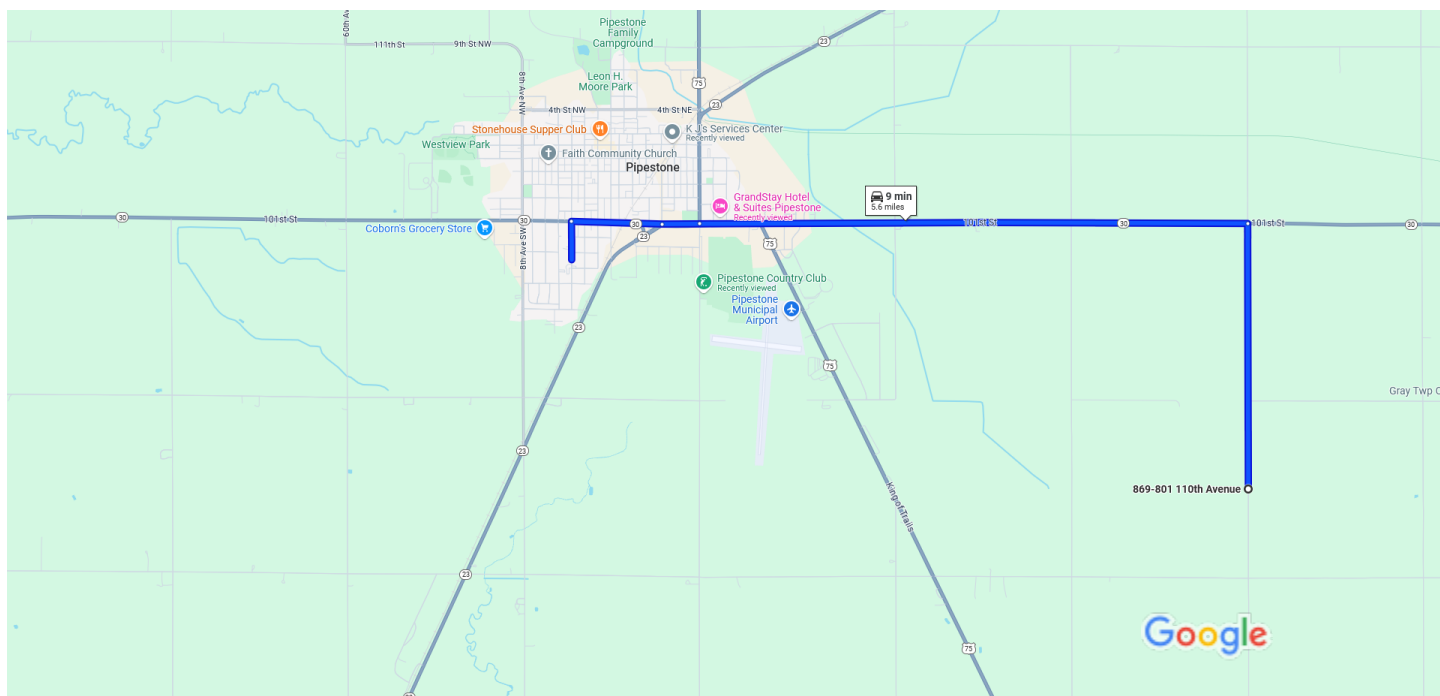 60th Av
Pipestone
Family
Campground
111th St
9th St NW
23
Leon H.
Moore Park
75
8th Ave NW
23
4th St NW
4th St NE
Stonehouse Supper Club
K J's Services Center
Recently viewed
Westview Park
Faith Community Church
Pipestone
GrandStay Hotel
& Suites Pipestone
Recently viewed
9 min
5.6 miles
30
101st St
30
Coborn's Grocery Store
30
23
75
101st St
30
101st St
30
8th Ave SW
Pipestone Country Club
Recently viewed
Pipestone
Municipal
Airport
23
75
Gray Twp C
23
King of Trails
869-801 110th Avenue
23
75
Google